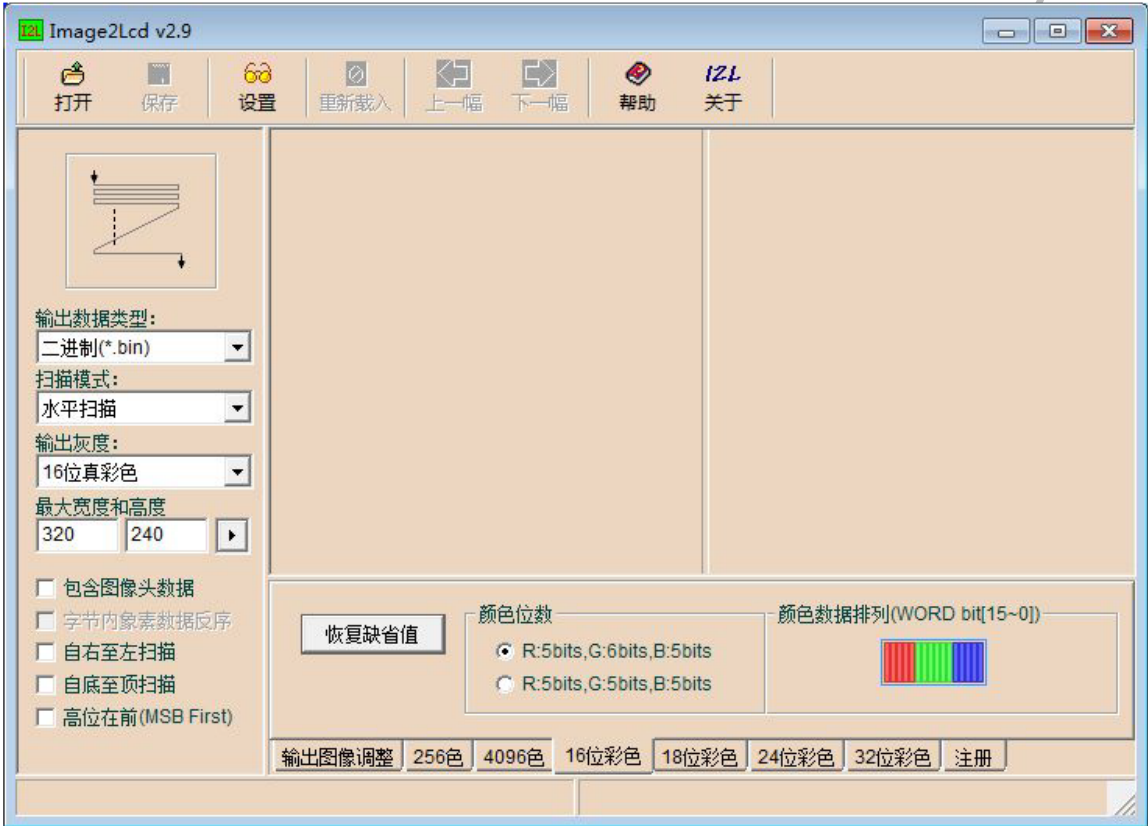 I2L Image2Lcd v2.9
打开 保存 设置 重新载入 上一幅 下一幅 帮助 I2L 关于
输出数据类型:
二进制(*.bin)
扫描模式:
水平扫描
输出灰度:
16位真彩色
最大宽度和高度
320 240
包含图像头数据
字节内象素数据反序
自右至左扫描
自底至顶扫描
高位在前(MSB First)
恢复缺省值
颜色位数
R:5bits,G:6bits,B:5bits
R:5bits,G:5bits,B:5bits
颜色数据排列(WORD bit[15~0])
输出图像调整 256色 4096色 16位彩色 18位彩色 24位彩色 32位彩色 注册